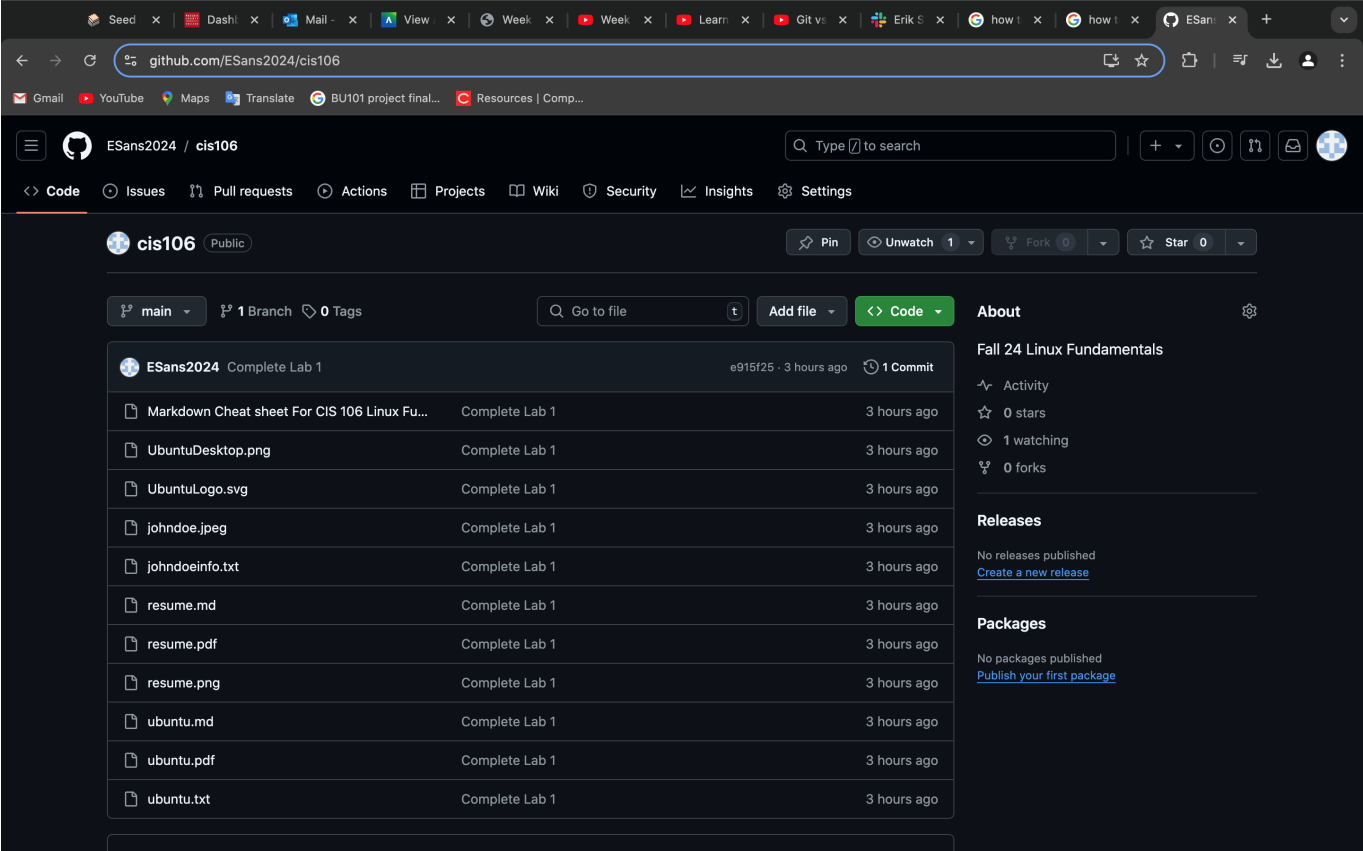 Seed Dashb Mail - View Week Week Learn Git vs Erik S how t how t ESans
github.com/ESans2024/cis106
Gmail YouTube Maps Translate BU101 project final... Resources | Comp...
ESans2024 / cis106 Type / to search
Code Issues Pull requests Actions Projects Wiki Security Insights Settings
cis106 Public Pin Unwatch 1 Fork 0 Star 0
main 1 Branch 0 Tags Go to file t Add file Code
ESans2024 Complete Lab 1 e915f25 · 3 hours ago 1 Commit
Markdown Cheat sheet For CIS 106 Linux Fu... Complete Lab 1 3 hours ago
UbuntuDesktop.png Complete Lab 1 3 hours ago
UbuntuLogo.svg Complete Lab 1 3 hours ago
johndoe.jpeg Complete Lab 1 3 hours ago
johndoeinfo.txt Complete Lab 1 3 hours ago
resume.md Complete Lab 1 3 hours ago
resume.pdf Complete Lab 1 3 hours ago
resume.png Complete Lab 1 3 hours ago
ubuntu.md Complete Lab 1 3 hours ago
ubuntu.pdf Complete Lab 1 3 hours ago
ubuntu.txt Complete Lab 1 3 hours ago
About
Fall 24 Linux Fundamentals
Activity
0 stars
1 watching
0 forks
Releases
No releases published
Create a new release
Packages
No packages published
Publish your first package